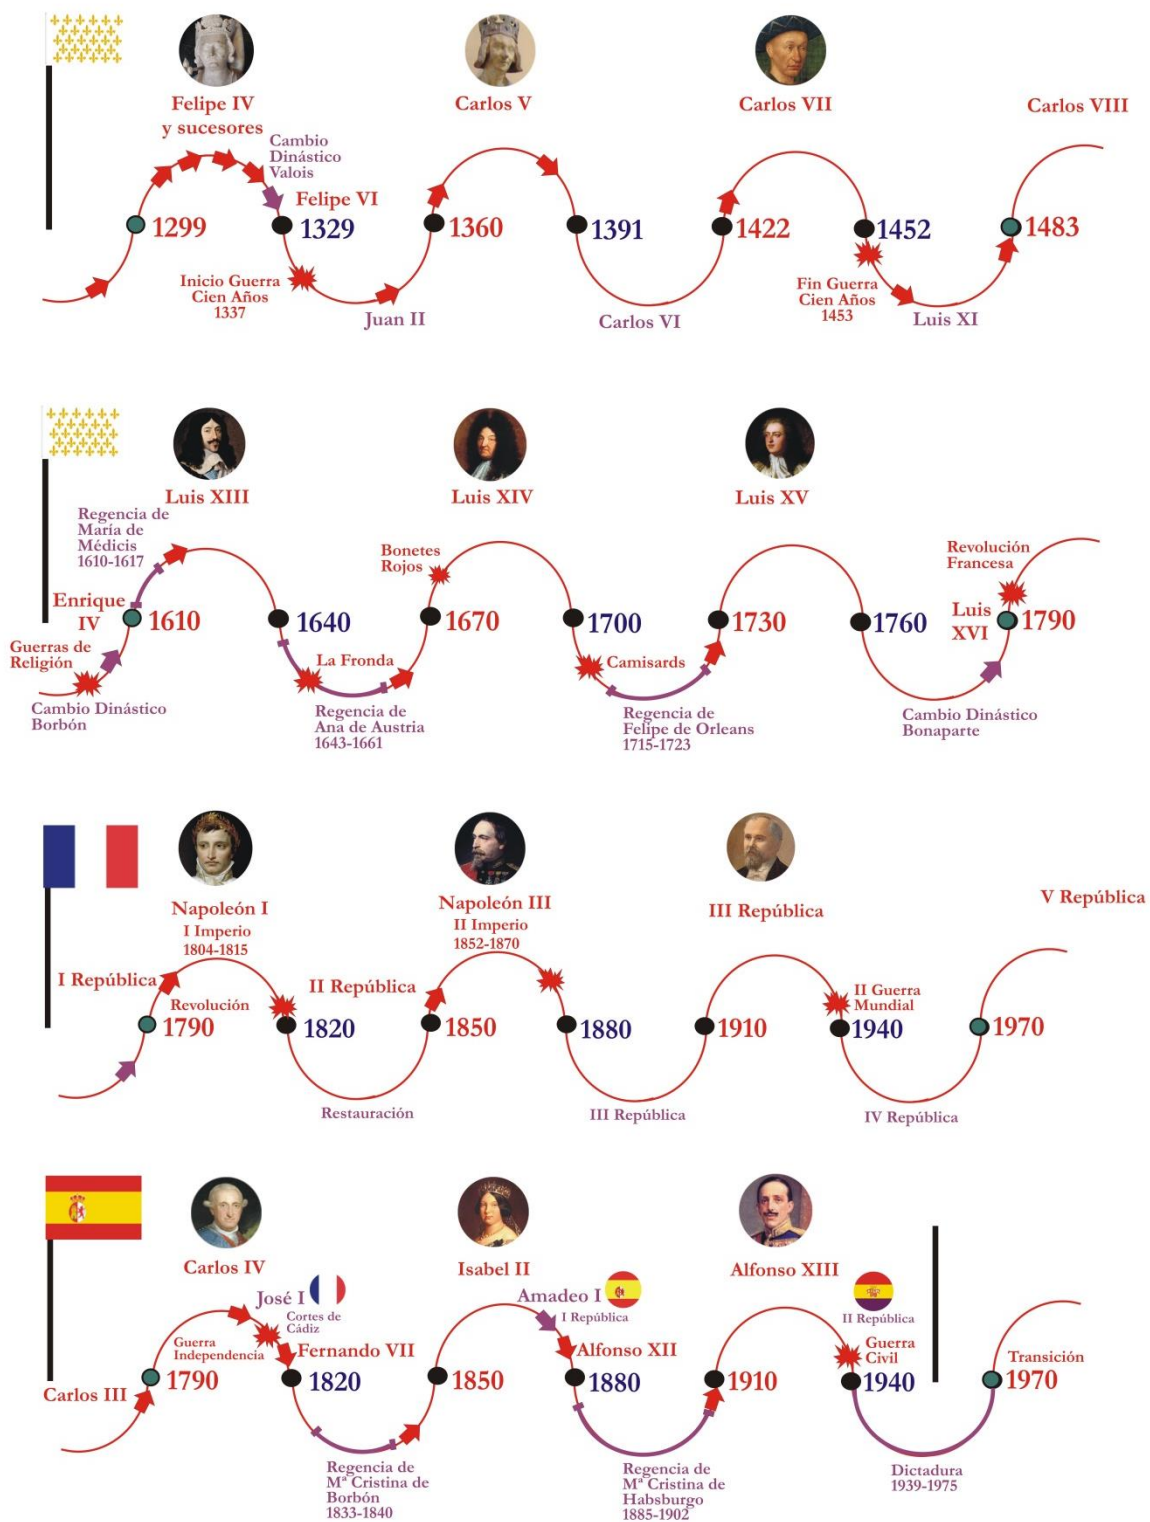 Felipe IV
y sucesores
Carlos V
Carlos VII
Carlos VIII
Cambio
Dinástico
Valois
Felipe VI
1299
1329
1360
1391
1422
1452
1483
Inicio Guerra
Cien Años
1337
Juan II
Carlos VI
Fin Guerra
Cien Años
1453
Luis XI
Luis XIII
Luis XIV
Luis XV
Regencia de
María de
Médicis
1610-1617
Bonetes
Rojos
Revolución
Francesa
Enrique
IV
1610
1640
1670
1700
1730
1760
Luis
XVI
1790
Guerras de
Religión
La Fronda
Camisards
Cambio Dinástico
Borbón
Regencia de
Ana de Austria
1643-1661
Regencia de
Felipe de Orleans
1715-1723
Cambio Dinástico
Bonaparte
Napoleón I
I Imperio
1804-1815
Napoleón III
II Imperio
1852-1870
III República
V República
I República
Revolución
II República
II Guerra
Mundial
1790
1820
1850
1880
1910
1940
1970
Restauración
III República
IV República
Carlos IV
Isabel II
Alfonso XIII
José I
Cortes de
Cádiz
Amadeo I
I República
II República
Guerra
Independencia
Fernando VII
Alfonso XII
Guerra
Civil
Transición
Carlos III
1790
1820
1850
1880
1910
1940
1970
Regencia de
Mª Cristina de
Borbón
1833-1840
Regencia de
Mª Cristina de
Habsburgo
1885-1902
Dictadura
1939-1975